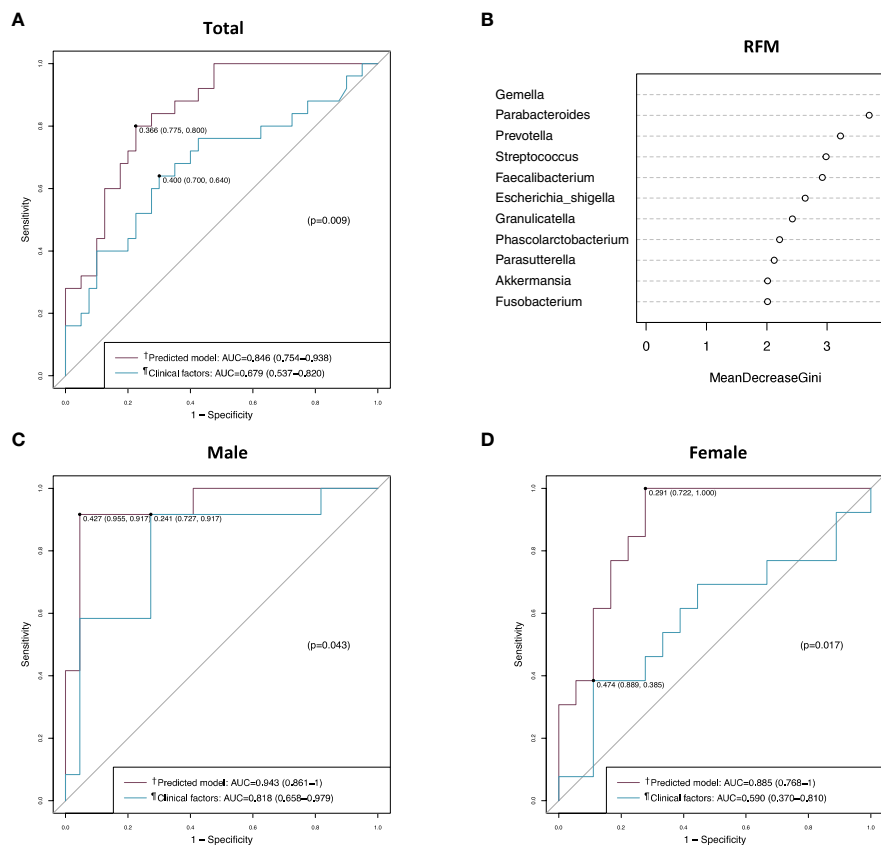 A
Total
Sensitivity
0.0
0.2
0.4
0.6
0.8
1.0
0.366 (0.775, 0.800)
0.400 (0.700, 0.640)
(p=0.009)
†Predicted model: AUC=0.846 (0.754–0.938)
¶Clinical factors: AUC=0.679 (0.537–0.820)
0.0 0.2 0.4 0.6 0.8 1.0
1 – Specificity
B
RFM
Gemella
Parabacteroides
Prevotella
Streptococcus
Faecalibacterium
Escherichia_shigella
Granulicatella
Phascolarctobacterium
Parasutterella
Akkermansia
Fusobacterium
0 1 2 3
MeanDecreaseGini
C
Male
Sensitivity
0.0
0.2
0.4
0.6
0.8
1.0
0.427 (0.955, 0.917)
0.241 (0.727, 0.917)
(p=0.043)
†Predicted model: AUC=0.943 (0.861–1)
¶Clinical factors: AUC=0.818 (0.658–0.979)
0.0 0.2 0.4 0.6 0.8 1.0
1 – Specificity
D
Female
Sensitivity
0.0
0.2
0.4
0.6
0.8
1.0
0.291 (0.722, 1.000)
0.474 (0.889, 0.385)
(p=0.017)
†Predicted model: AUC=0.885 (0.768–1)
¶Clinical factors: AUC=0.590 (0.370–0.810)
0.0 0.2 0.4 0.6 0.8 1.0
1 – Specificity